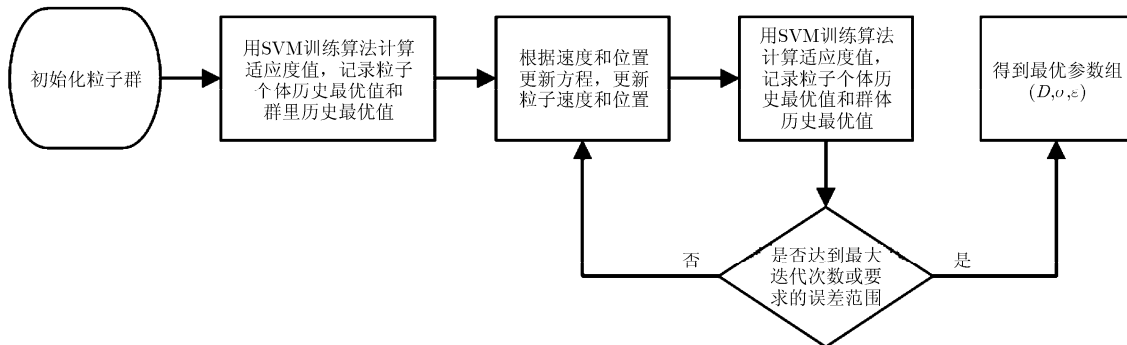 初始化粒子群
用SVM训练算法计算
适应度值，记录粒子
个体历史最优值和
群里历史最优值
根据速度和位置
更新方程，更新
粒子速度和位置
用SVM训练算法
计算适应度值，
记录粒子个体历
史最优值和群体
历史最优值
得到最优参数组
(D,σ,ε)
是否达到最大
迭代次数或要
求的误差范围
否
是